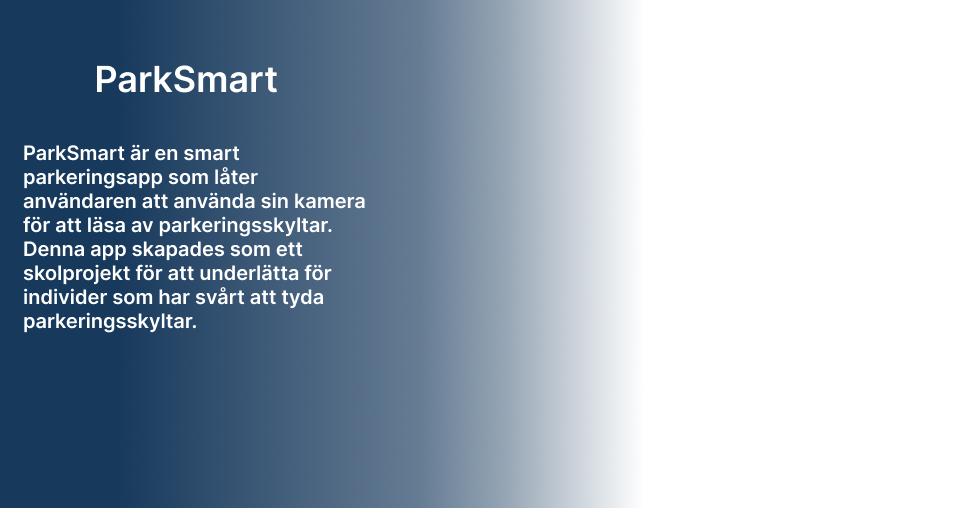 ParkSmart
ParkSmart är en smart
parkeringsapp som låter
användaren att använda sin kamera
för att läsa av parkeringsskyltar.
Denna app skapades som ett
skolprojekt för att underlätta för
individer som har svårt att tyda
parkeringsskyltar.